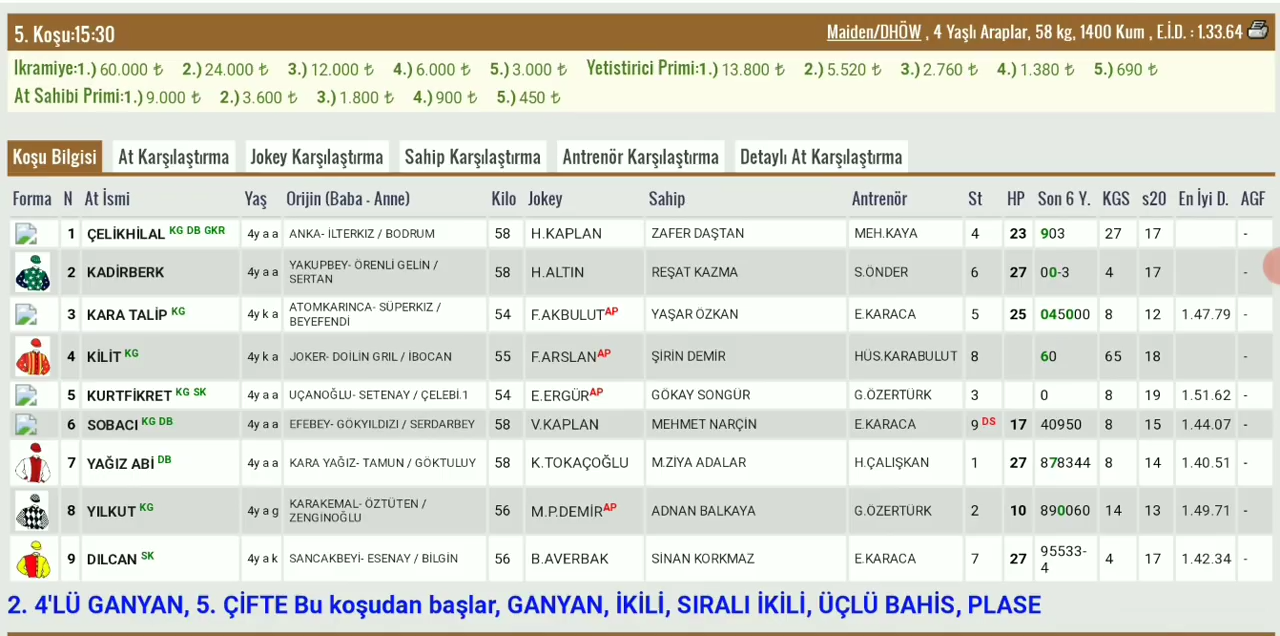 5. Koşu:15:30 Maiden/DHÖW , 4 Yaşlı Araplar, 58 kg, 1400 Kum , E.İ.D. : 1.33.64
Ikramiye:1.) 60.000 ₺ 2.) 24.000 ₺ 3.) 12.000 ₺ 4.) 6.000 ₺ 5.) 3.000 ₺ Yetistirici Primi:1.) 13.800 ₺ 2.) 5.520 ₺ 3.) 2.760 ₺ 4.) 1.380 ₺ 5.) 690 ₺
At Sahibi Primi:1.) 9.000 ₺ 2.) 3.600 ₺ 3.) 1.800 ₺ 4.) 900 ₺ 5.) 450 ₺
Koşu Bilgisi At Karşılaştırma Jokey Karşılaştırma Sahip Karşılaştırma Antrenör Karşılaştırma Detaylı At Karşılaştırma
Forma N At İsmi Yaş Orijin (Baba - Anne) Kilo Jokey Sahip Antrenör St HP Son 6 Y. KGS s20 En İyi D. AGF
1 ÇELİKHİLAL KG DB GKR 4y a a ANKA- İLTERKIZ / BODRUM 58 H.KAPLAN ZAFER DAŞTAN MEH.KAYA 4 23 903 27 17 -
2 KADİRBERK 4y a a YAKUPBEY- ÖRENLİ GELİN / SERTAN 58 H.ALTIN REŞAT KAZMA S.ÖNDER 6 27 00-3 4 17 -
3 KARA TALİP KG 4y k a ATOMKARINCA- SÜPERKIZ / BEYEFENDİ 54 F.AKBULUT AP YAŞAR ÖZKAN E.KARACA 5 25 045000 8 12 1.47.79 -
4 KİLİT KG 4y k a JOKER- DOİLİN GRIL / İBOCAN 55 F.ARSLAN AP ŞİRİN DEMİR HÜS.KARABULUT 8 60 65 18 -
5 KURTFİKRET KG SK 4y a a UÇANOĞLU- SETENAY / ÇELEBİ.1 54 E.ERGÜR AP GÖKAY SONGÜR G.ÖZERTÜRK 3 0 8 19 1.51.62 -
6 SOBACI KG DB 4y a a EFEBEY- GÖKYILDIZI / SERDARBEY 58 V.KAPLAN MEHMET NARÇİN E.KARACA 9 DS 17 40950 8 15 1.44.07 -
7 YAĞIZ ABİ DB 4y a a KARA YAĞIZ- TAMUN / GÖKTULUY 58 K.TOKAÇOĞLU M.ZİYA ADALAR H.ÇALIŞKAN 1 27 878344 8 14 1.40.51 -
8 YILKUT KG 4y a g KARAKEMAL- ÖZTÜTEN / ZENGINOĞLU 56 M.P.DEMİR AP ADNAN BALKAYA G.ÖZERTÜRK 2 10 890060 14 13 1.49.71 -
9 DILCAN SK 4y a k SANCAKBEYİ- ESENAY / BİLGİN 56 B.AVERBAK SİNAN KORKMAZ E.KARACA 7 27 95533-4 4 17 1.42.34 -
2. 4'LÜ GANYAN, 5. ÇİFTE Bu koşudan başlar, GANYAN, İKİLİ, SIRALI İKİLİ, ÜÇLÜ BAHİS, PLASE